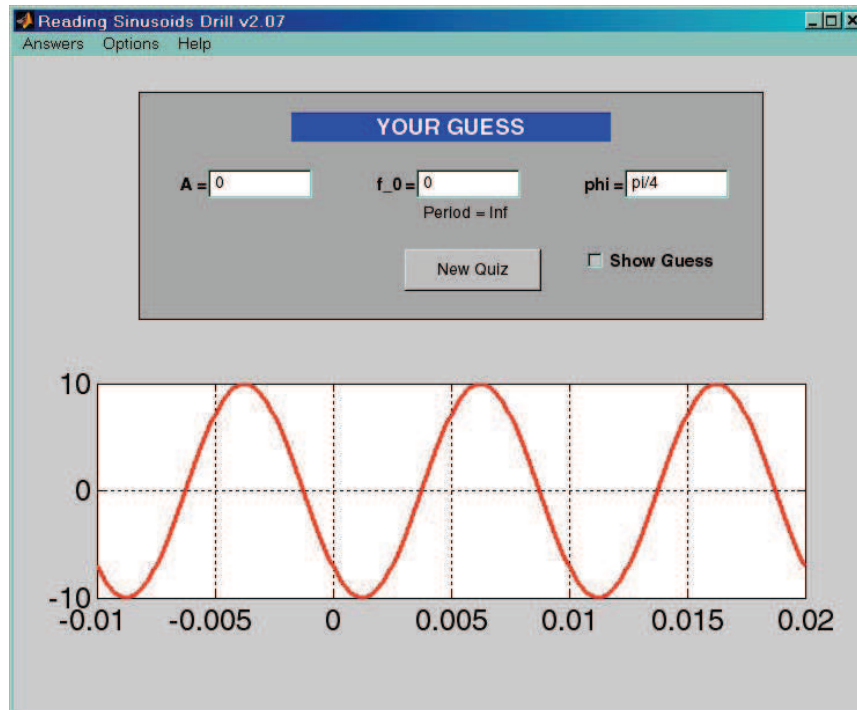 Reading Sinusoids Drill v2.07
Answers Options Help
YOUR GUESS
A = 0 f_0 = 0 phi = pi/4
Period = Inf
New Quiz Show Guess
10
0
-10
-0.01 -0.005 0 0.005 0.01 0.015 0.02